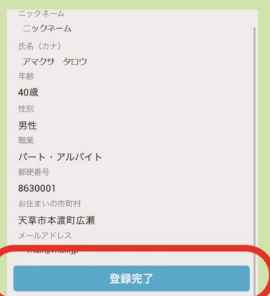 ニックネーム
ニックネーム
氏名（カナ）
アマクサ　タロウ
年齢
40歳
性別
男性
職業
パート・アルバイト
郵便番号
8630001
お住まいの市町村
天草市本渡町広瀬
メールアドレス
登録完了